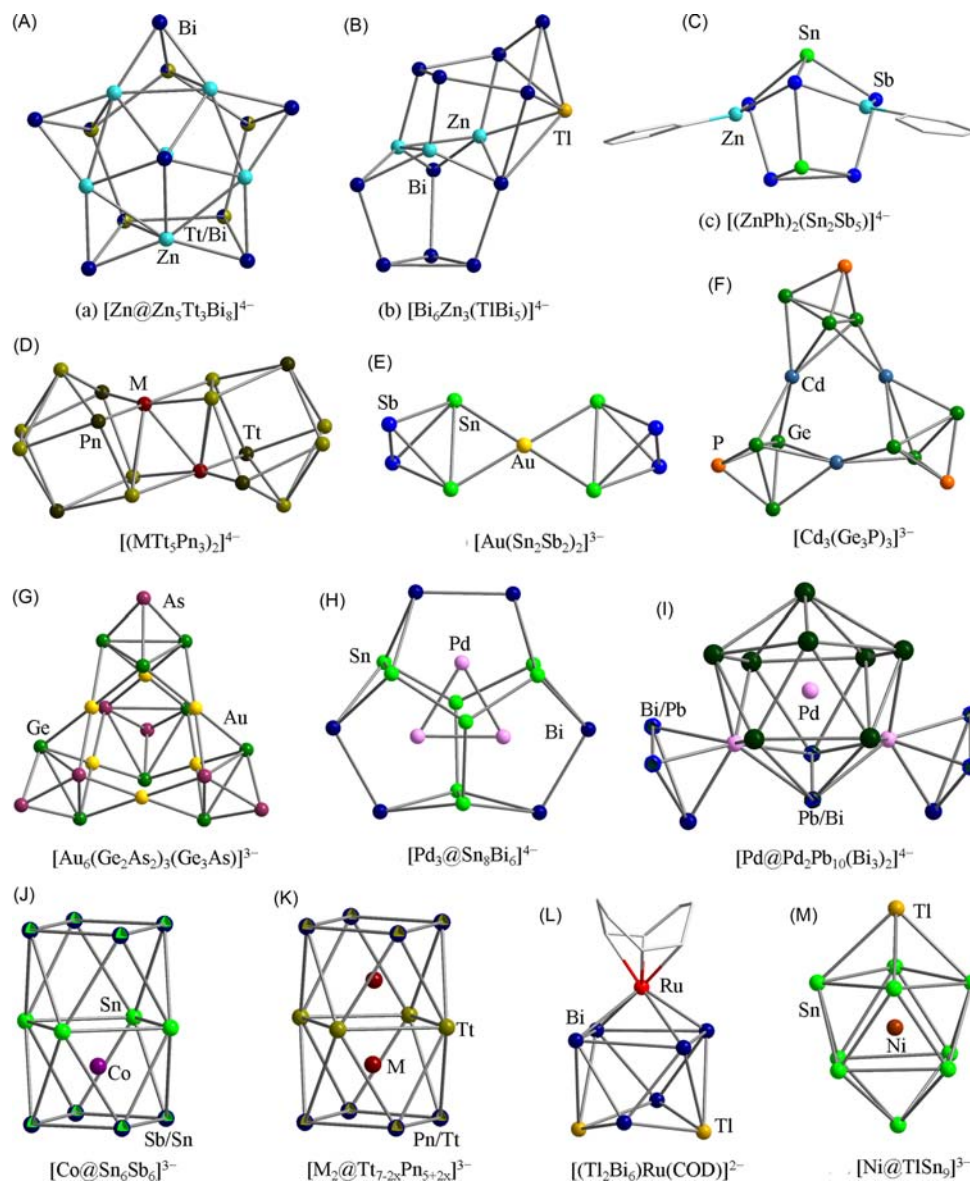 (A)
Bi
Tt/Bi
Zn
(a) [Zn@Zn₅Tt₃Bi₈]⁴⁻
(B)
Zn
Tl
Bi
(b) [Bi₆Zn₃(TlBi₅)]⁴⁻
(C)
Sn
Sb
Zn
(c) [(ZnPh)₂(Sn₂Sb₅)]⁴⁻
(D)
M
Pn
Tt
[(MTt₅Pn₃)₂]⁴⁻
(E)
Sb
Sn
Au
[Au(Sn₂Sb₂)₂]³⁻
(F)
Cd
P
Ge
[Cd₃(Ge₃P)₃]³⁻
(G)
As
Ge
Au
[Au₆(Ge₂As₂)₃(Ge₃As)]³⁻
(H)
Sn
Pd
Bi
[Pd₃@Sn₈Bi₆]⁴⁻
(I)
Bi/Pb
Pd
Pb/Bi
[Pd@Pd₂Pb₁₀(Bi₃)₂]⁴⁻
(J)
Sn
Co
Sb/Sn
[Co@Sn₆Sb₆]³⁻
(K)
Tt
M
Pn/Tt
[M₂@Tt₇₋₂ₓPn₅₊₂ₓ]³⁻
(L)
Ru
Bi
Tl
[(Tl₂Bi₆)Ru(COD)]²⁻
(M)
Tl
Sn
Ni
[Ni@TlSn₉]³⁻